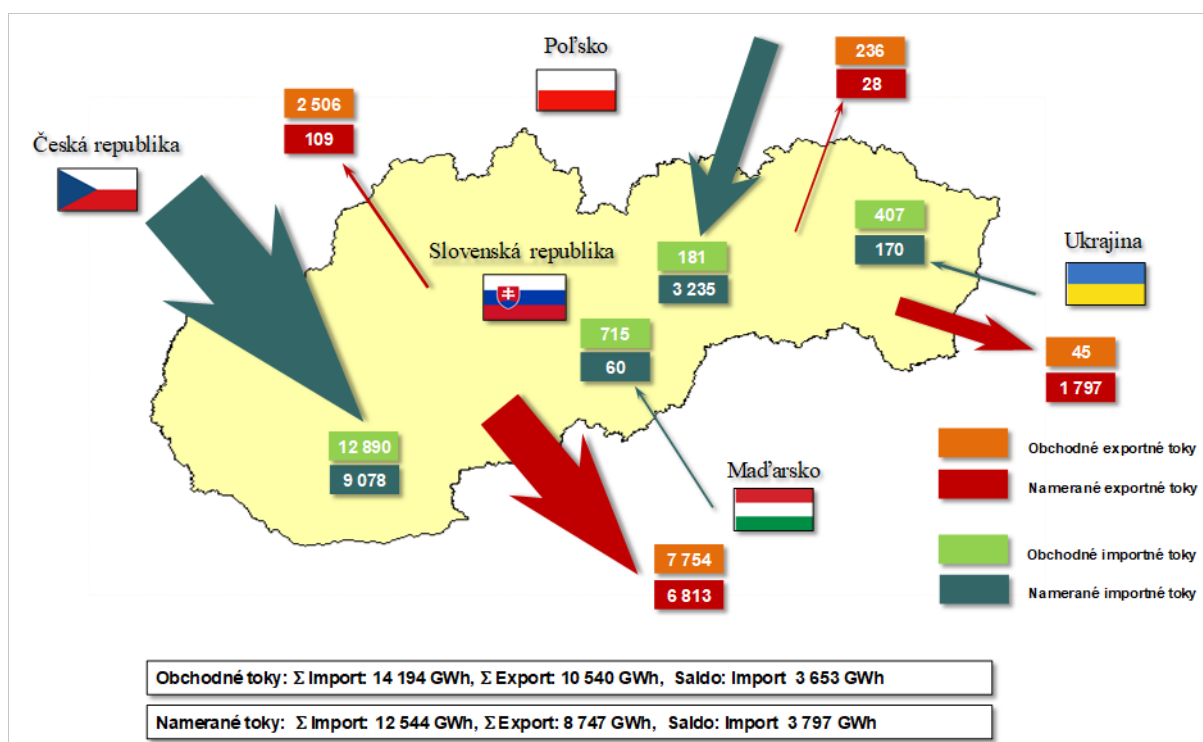 Poľsko
236
28
2 506
109
Česká republika
407
170
Ukrajina
Slovenská republika
181
3 235
715
60
45
1 797
12 890
9 078
Maďarsko
7 754
6 813
Obchodné exportné toky
Namerané exportné toky
Obchodné importné toky
Namerané importné toky
Obchodné toky: Σ Import: 14 194 GWh, Σ Export: 10 540 GWh, Saldo: Import 3 653 GWh
Namerané toky: Σ Import: 12 544 GWh, Σ Export: 8 747 GWh, Saldo: Import 3 797 GWh